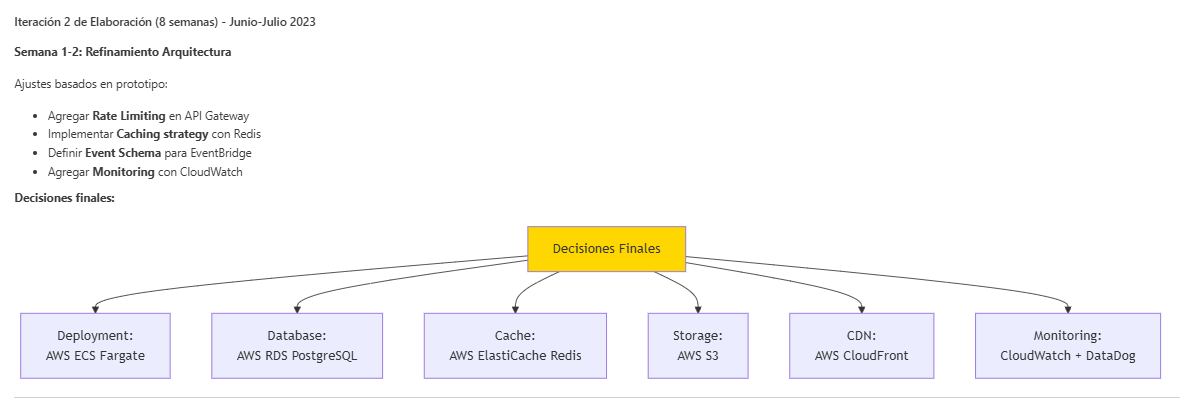 Iteración 2 de Elaboración (8 semanas) - Junio-Julio 2023
Semana 1-2: Refinamiento Arquitectura
Ajustes basados en prototipo:
• Agregar Rate Limiting en API Gateway
• Implementar Caching strategy con Redis
• Definir Event Schema para EventBridge
• Agregar Monitoring con CloudWatch
Decisiones finales:
Decisiones Finales
Deployment:
AWS ECS Fargate
Database:
AWS RDS PostgreSQL
Cache:
AWS ElastiCache Redis
Storage:
AWS S3
CDN:
AWS CloudFront
Monitoring:
CloudWatch + DataDog